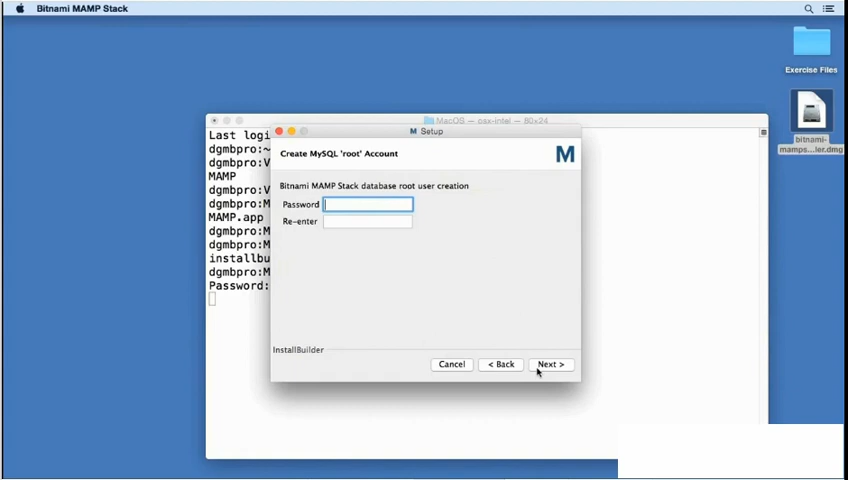 Bitnami MAMP Stack
Exercise Files
bitnami-
mamps...ler.dmg
MacOS — osx-intel — 80x24
Last logi
dgmbpro:~
dgmbpro:V
MAMP
dgmbpro:V
dgmbpro:M
MAMP.app
dgmbpro:M
dgmbpro:M
installbu
dgmbpro:M
Password:
M Setup
Create MySQL 'root' Account
M
Bitnami MAMP Stack database root user creation
Password
Re-enter
InstallBuilder
Cancel
< Back
Next >